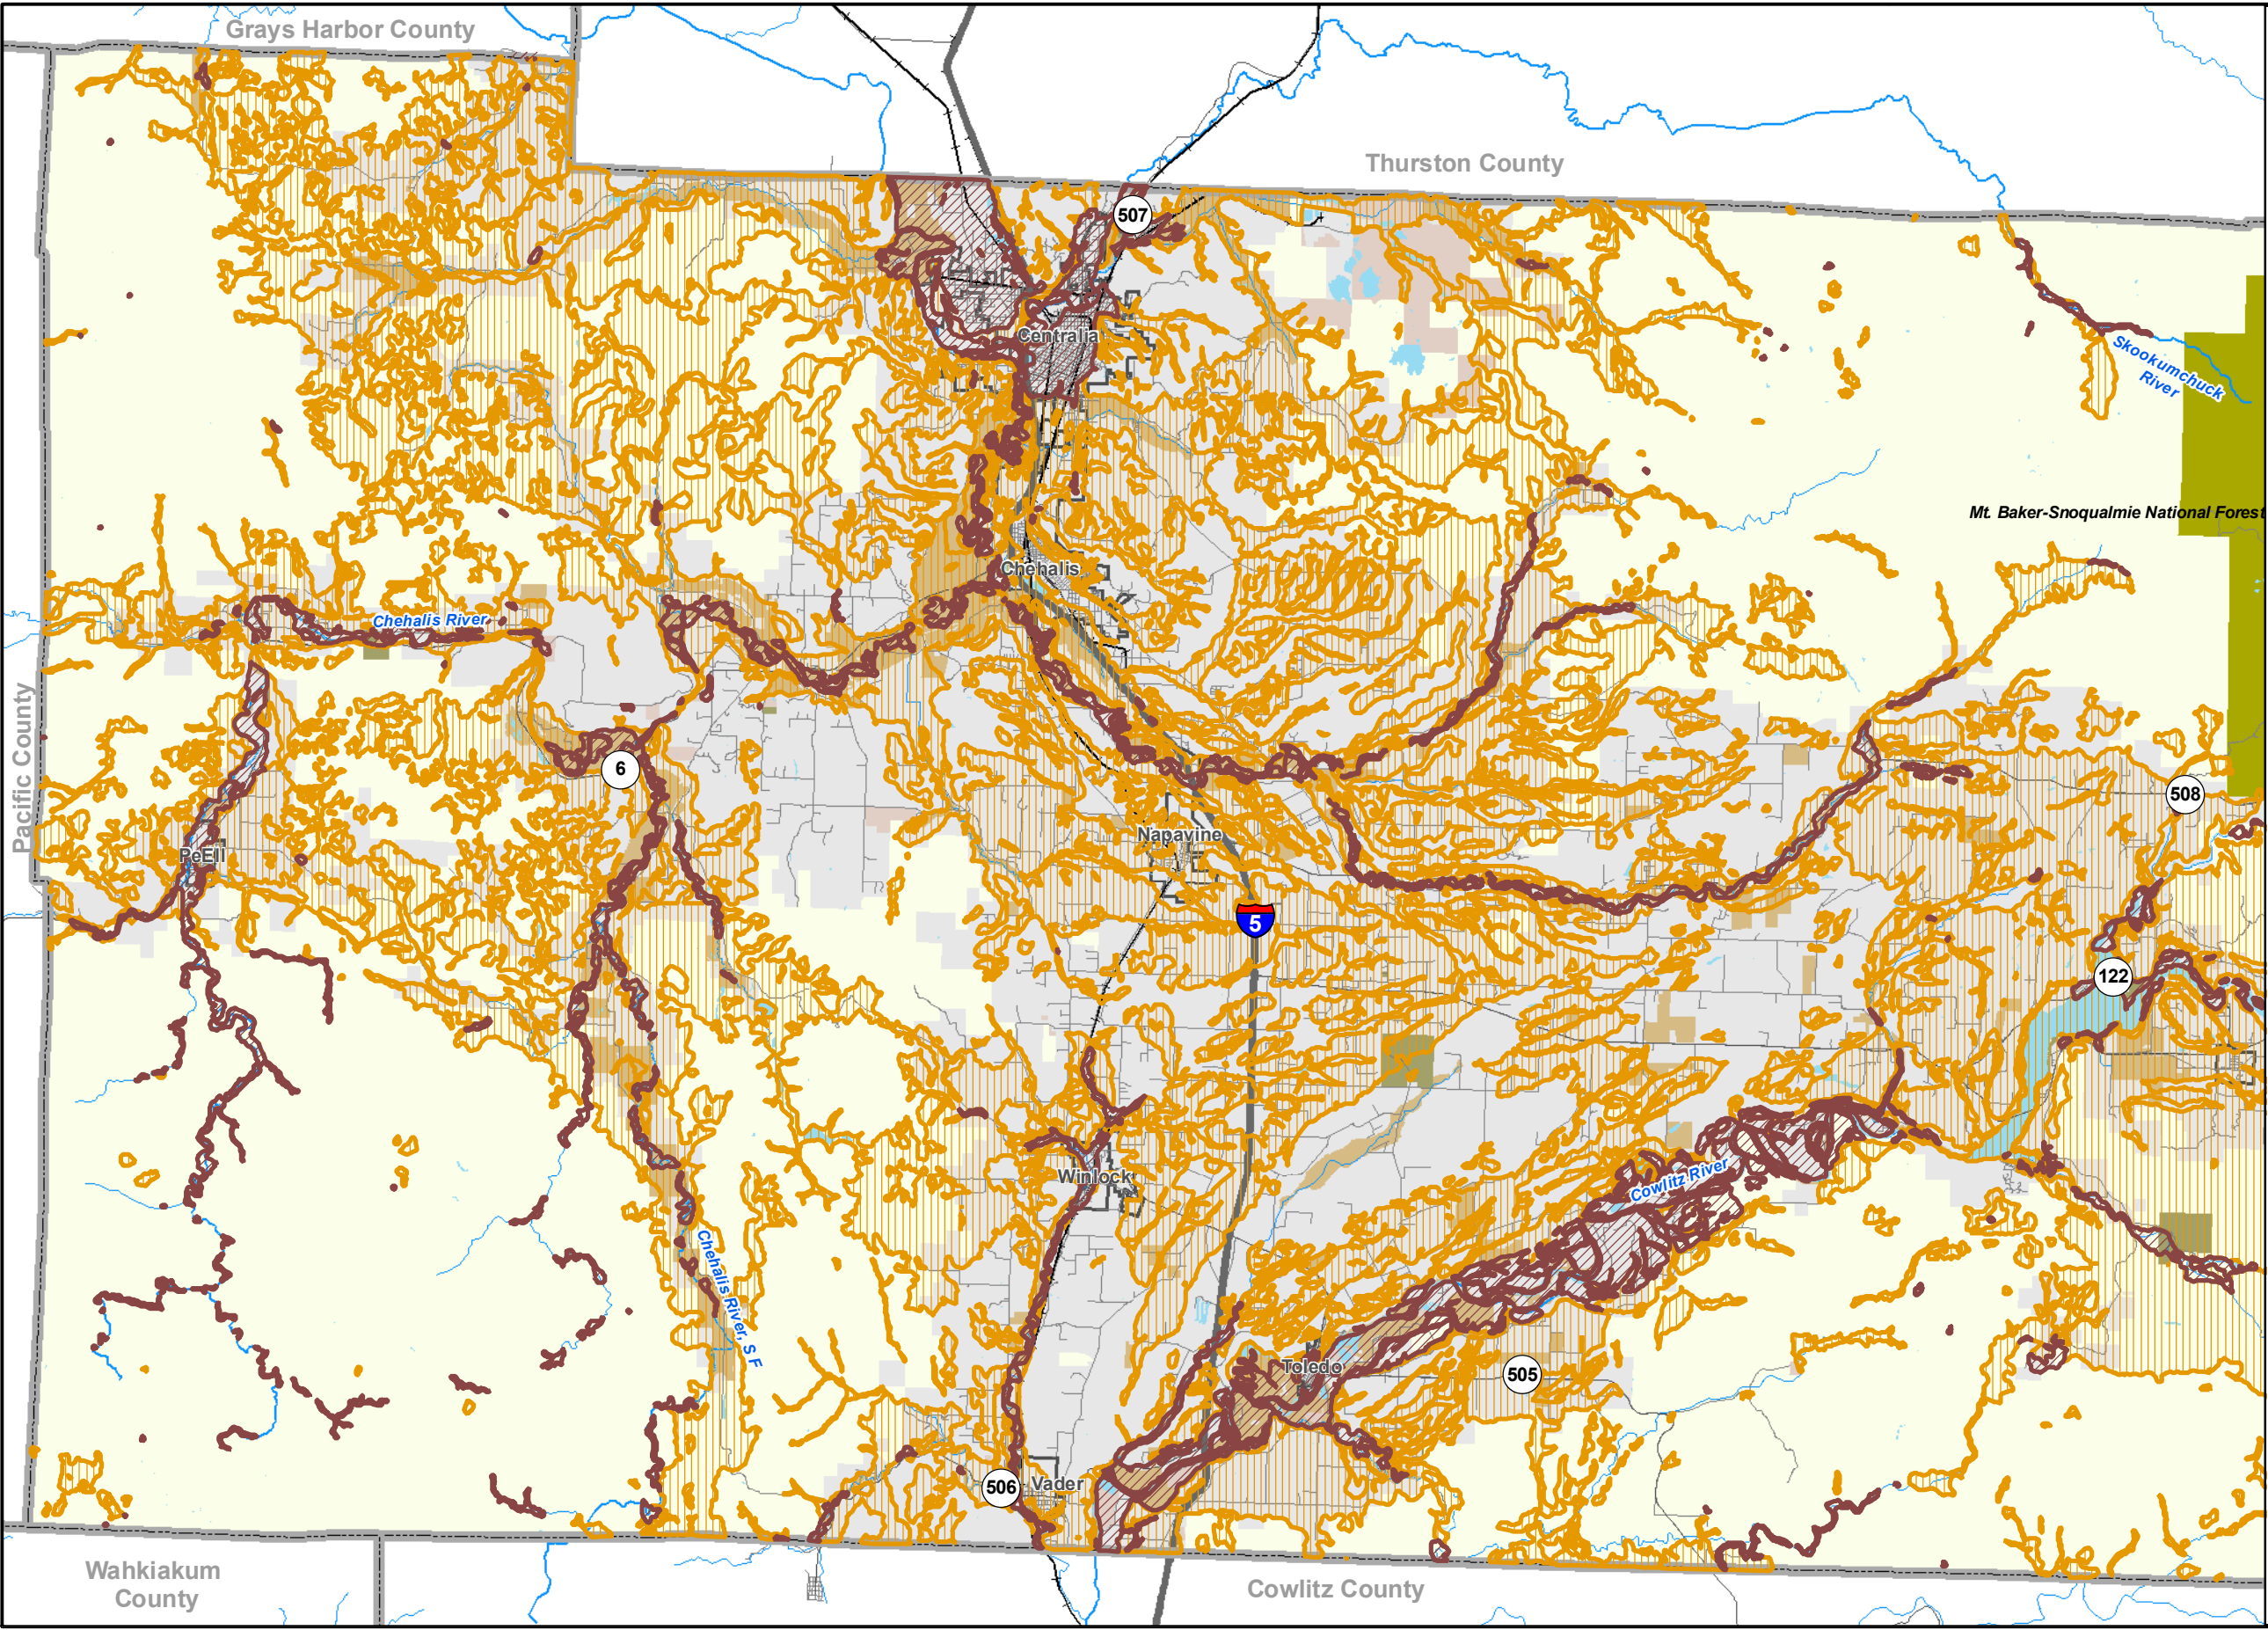 Grays Harbor County
Thurston County
507
Centralia
Skookumchuck
River
Mt. Baker-Snoqualmie National Forest
Chehalis
Chehalis River
Pacific County
6
508
Napavine
PeEll
5
122
Winlock
Cowlitz River
Chehalis River, S F
Toledo
505
506
Vader
Wahkiakum
County
Cowlitz County